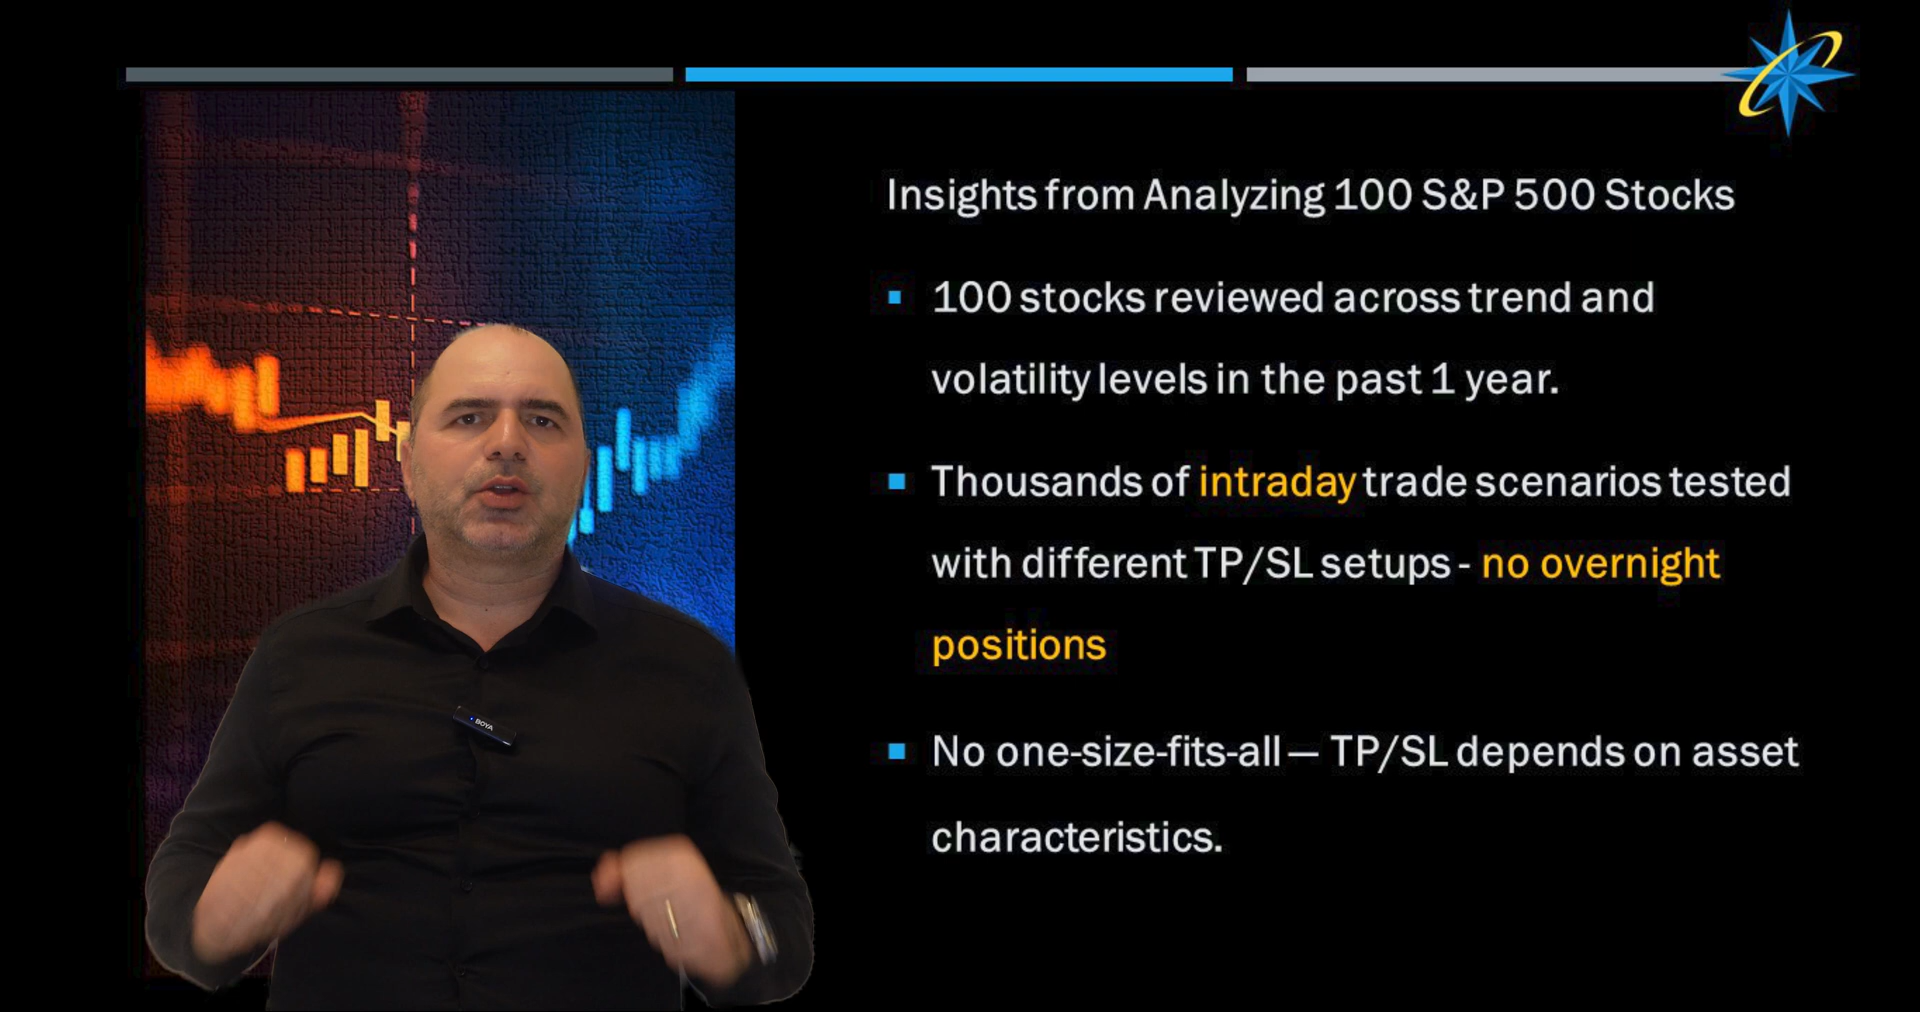 Insights from Analyzing 100 S&P 500 Stocks
100 stocks reviewed across trend and
volatility levels in the past 1 year.
Thousands of intraday trade scenarios tested
with different TP/SL setups - no overnight
positions
No one-size-fits-all — TP/SL depends on asset
characteristics.
BOYA